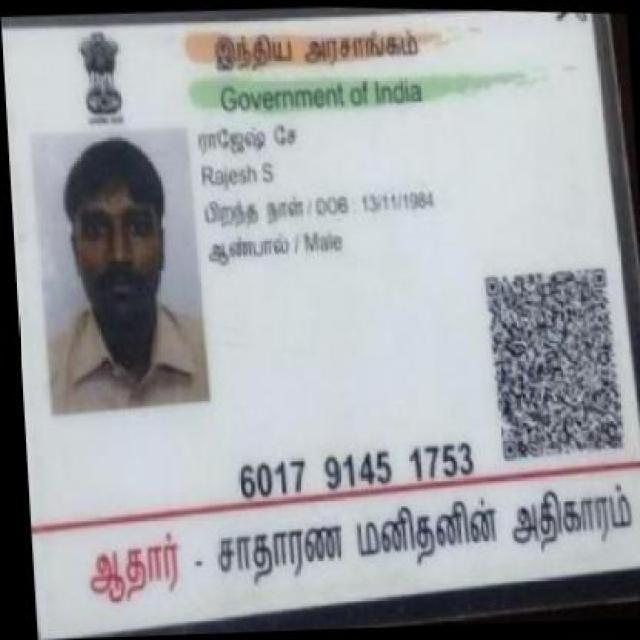 இந்திய அரசாங்கம்
Government of India
ராஜேஷ் சே
Rajesh S
பிறந்த நாள் / DOB : 13/11/1984
ஆண்பால் / Male
6017 9145 1753
ஆதார் - சாதாரண மனிதனின் அதிகாரம்